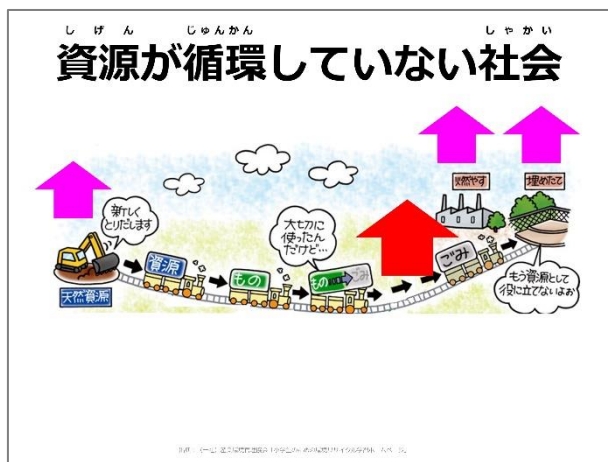 しげん じゅんかん しゃかい
資源が循環していない社会
燃やす
埋めたて
新しく
とりだします
大切に
使ったん
だけど…
資源
もの
もの
ごみ
ごみ
天然資源
もう資源として
役に立てないよぉ